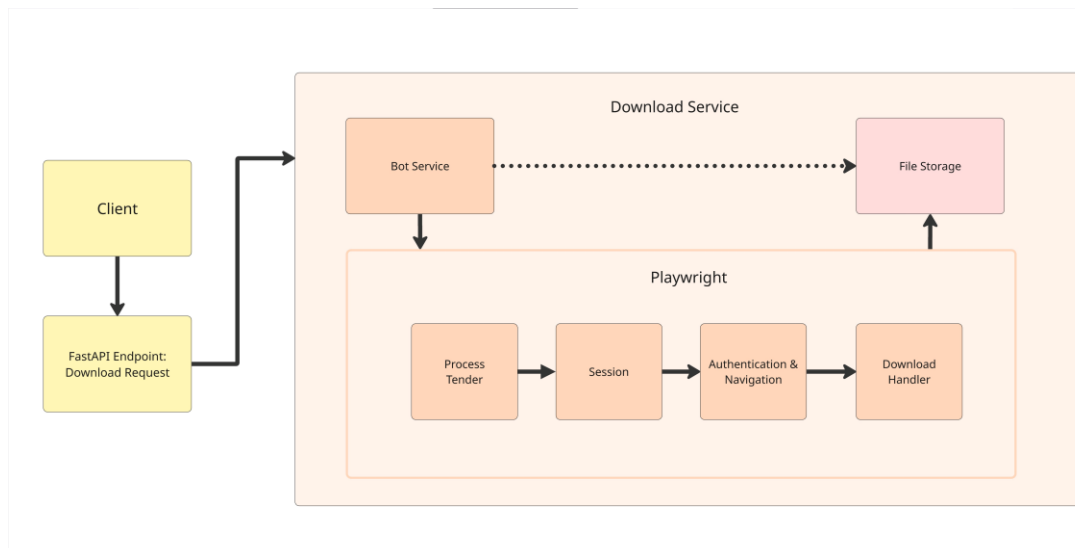 Download Service
Bot Service
File Storage
Client
Playwright
FastAPI Endpoint:
Download Request
Process
Tender
Session
Authentication &
Navigation
Download
Handler